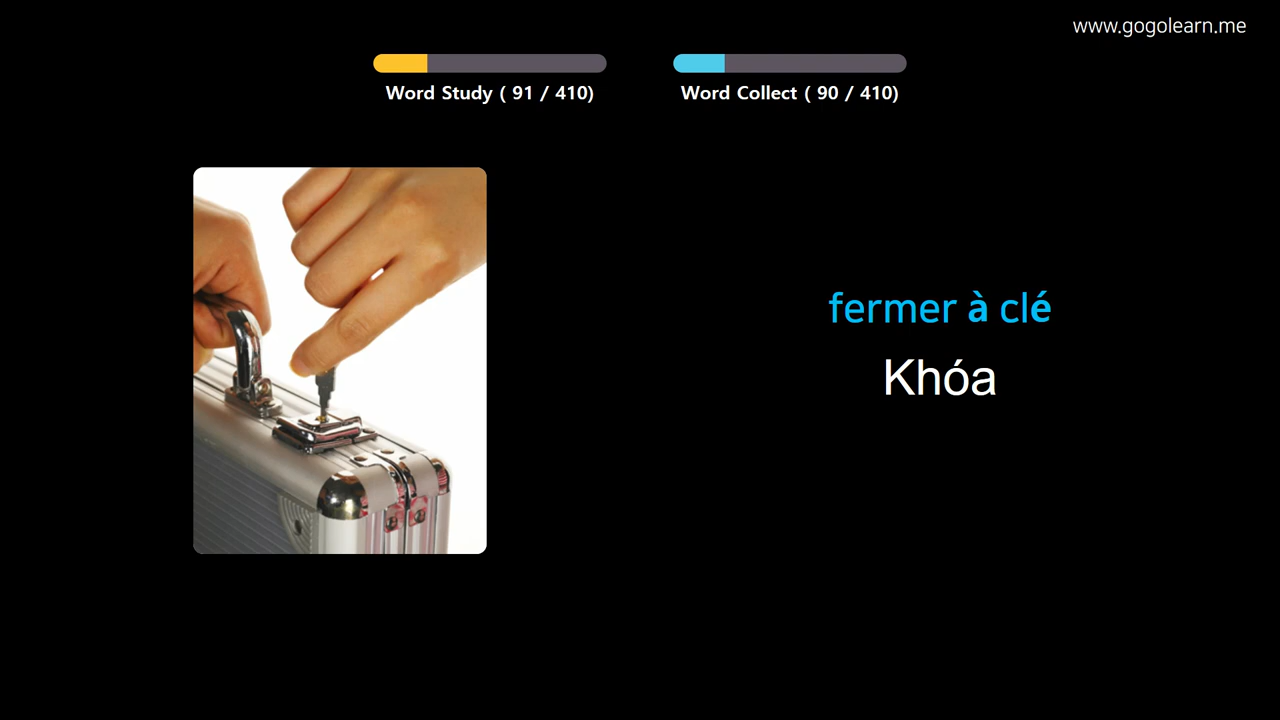 www.gogolearn.me
Word Study ( 91 / 410)
Word Collect ( 90 / 410)
fermer à clé
Khóa